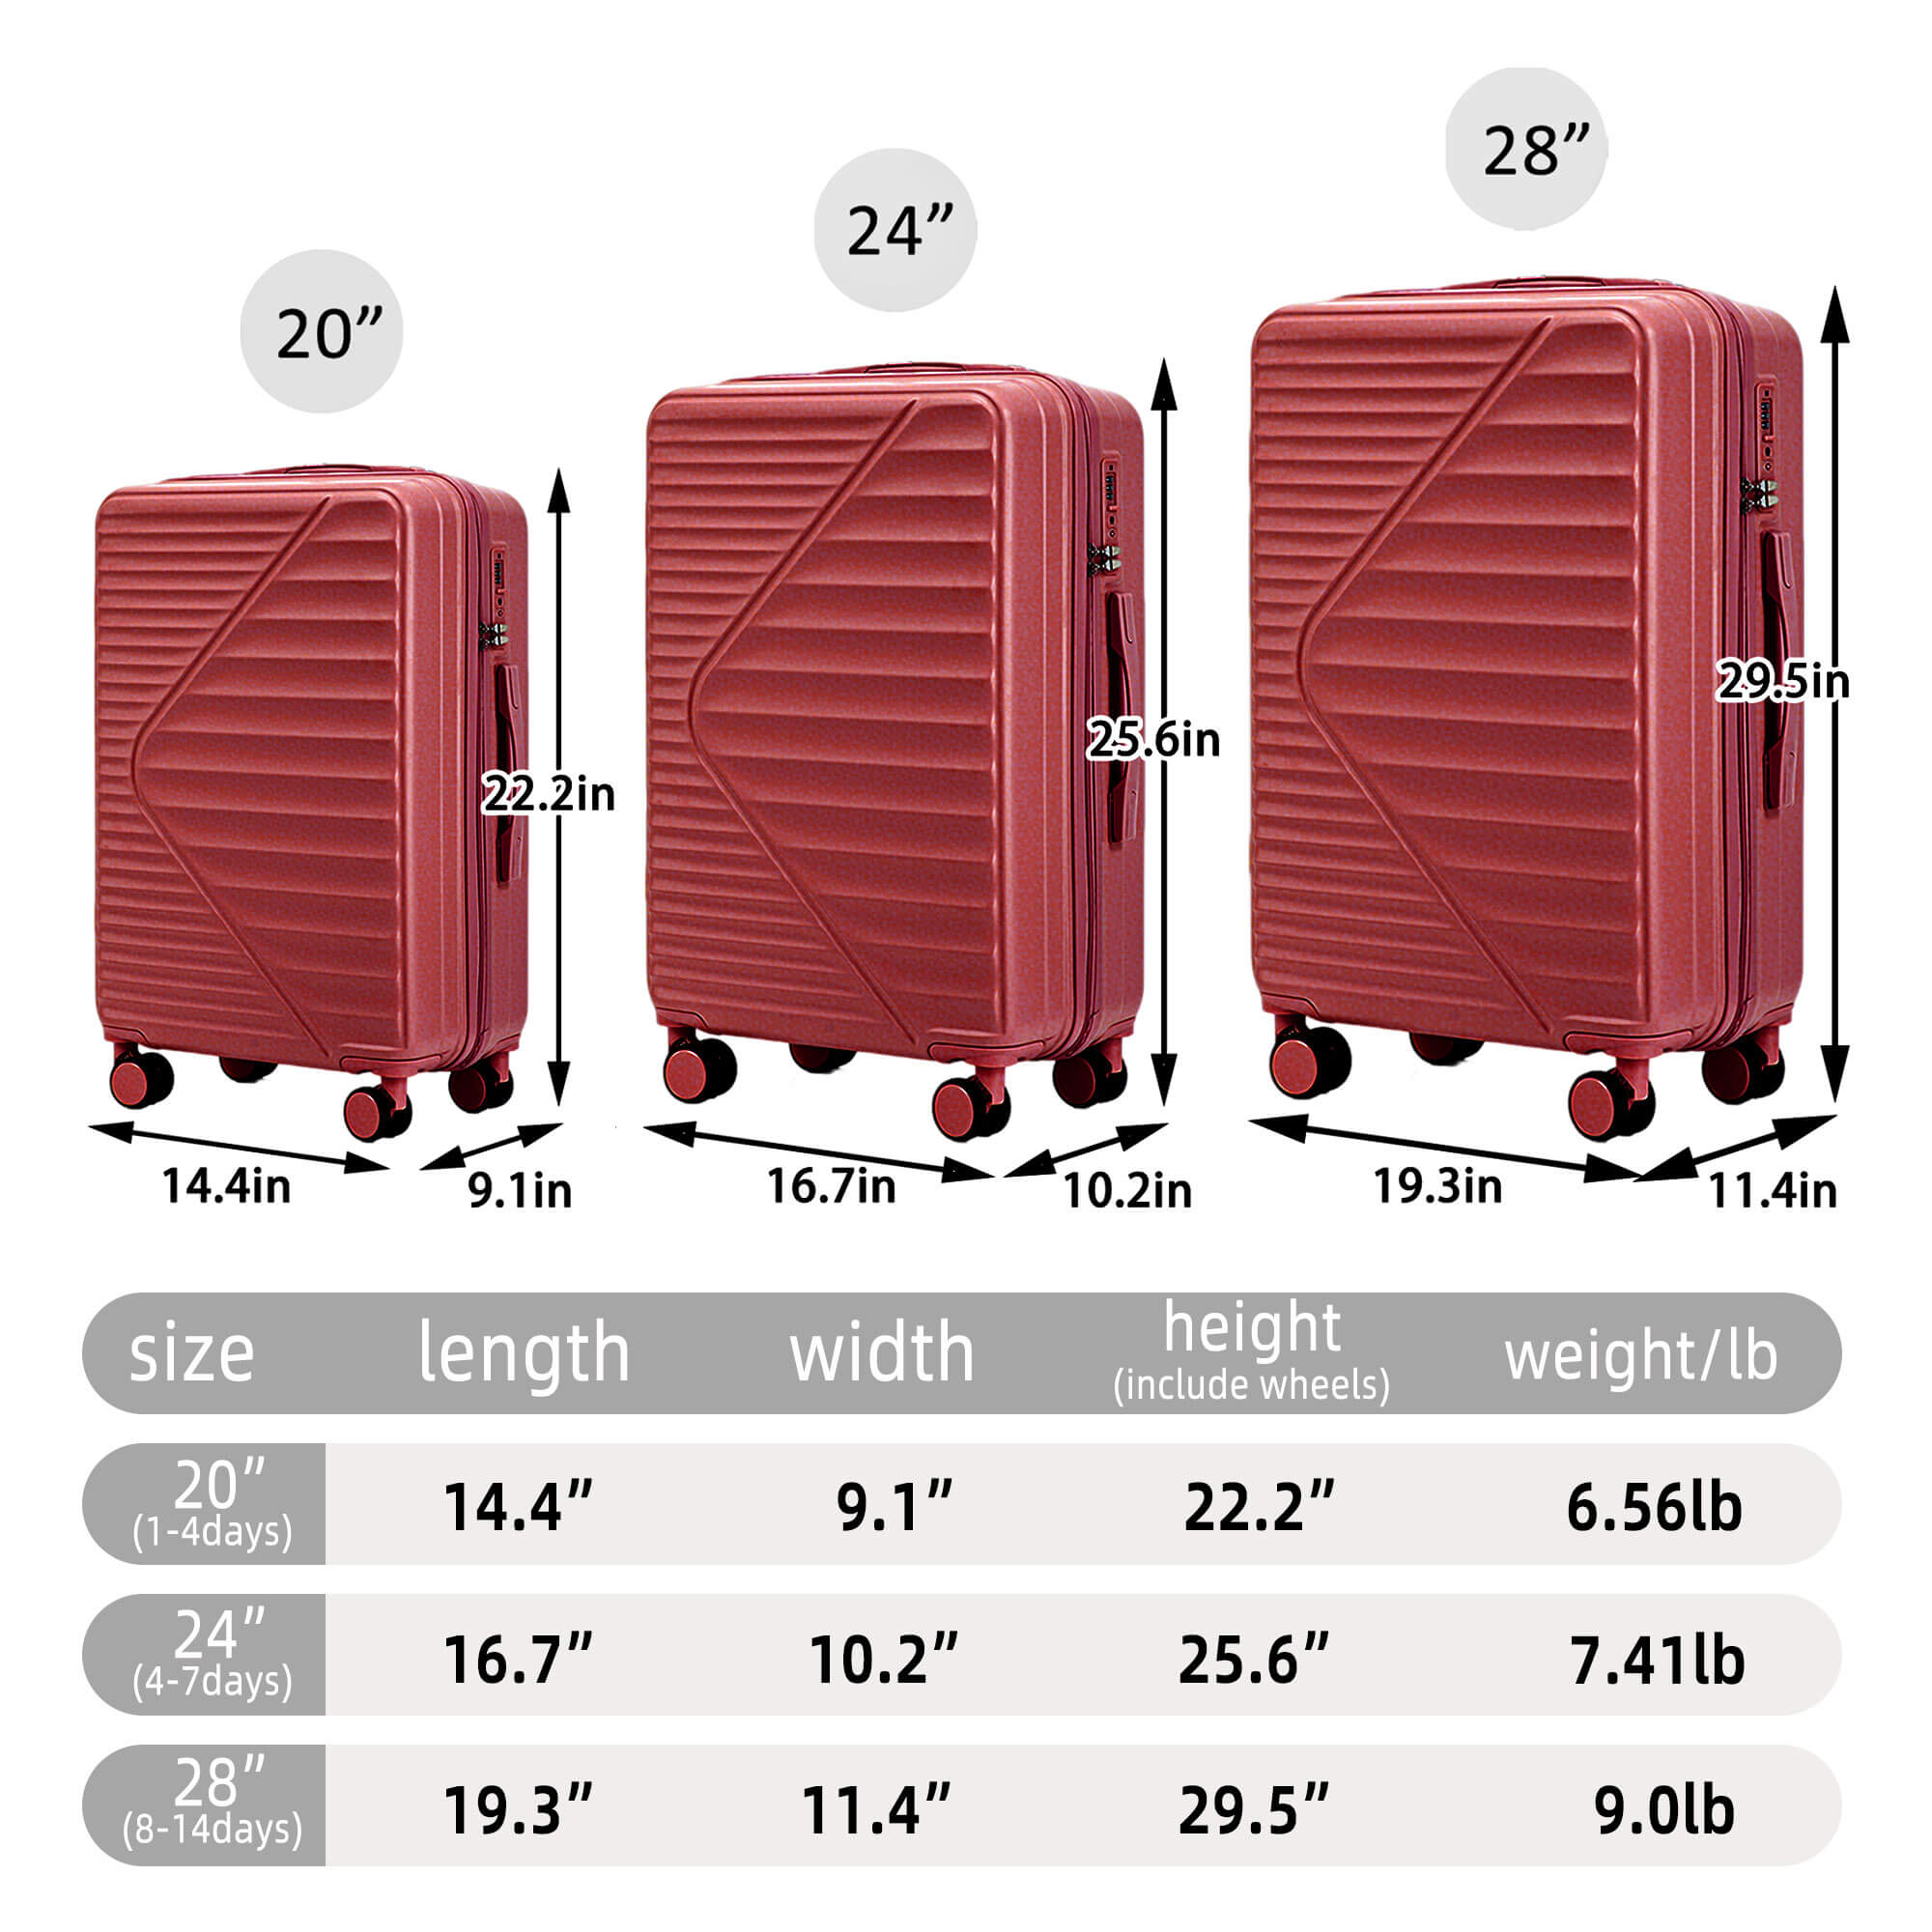 28”
24”
20”
29.5in
25.6in
22.2in
14.4in
9.1in
16.7in
10.2in
19.3in
11.4in
size length width height weight/lb
(include wheels)
20” 14.4” 9.1” 22.2” 6.56lb
(1-4days)
24” 16.7” 10.2” 25.6” 7.41lb
(4-7days)
28” 19.3” 11.4” 29.5” 9.0lb
(8-14days)